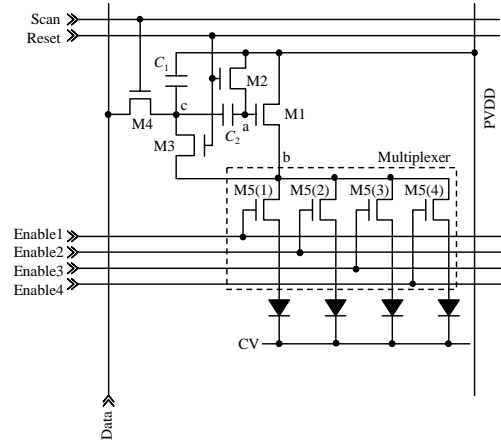 Scan
Reset
C1
M2
PVDD
c
a
M1
M4
C2
M3
b
Multiplexer
M5(1) M5(2) M5(3) M5(4)
Enable1
Enable2
Enable3
Enable4
CV
Data